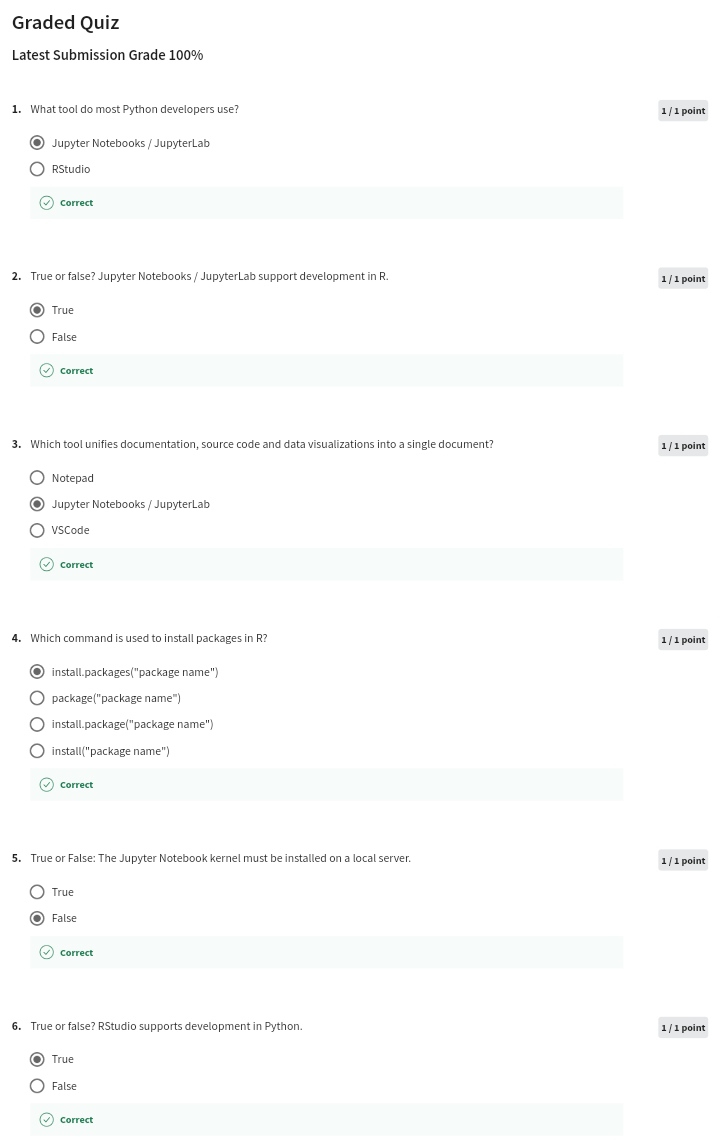 Graded Quiz
Latest Submission Grade 100%
1. What tool do most Python developers use?
1 / 1 point
Jupyter Notebooks / JupyterLab
RStudio
Correct
2. True or false? Jupyter Notebooks / JupyterLab support development in R.
1 / 1 point
True
False
Correct
3. Which tool unifies documentation, source code and data visualizations into a single document?
1 / 1 point
Notepad
Jupyter Notebooks / JupyterLab
VSCode
Correct
4. Which command is used to install packages in R?
1 / 1 point
install.packages("package name")
package("package name")
install.package("package name")
install("package name")
Correct
5. True or False: The Jupyter Notebook kernel must be installed on a local server.
1 / 1 point
True
False
Correct
6. True or false? RStudio supports development in Python.
1 / 1 point
True
False
Correct